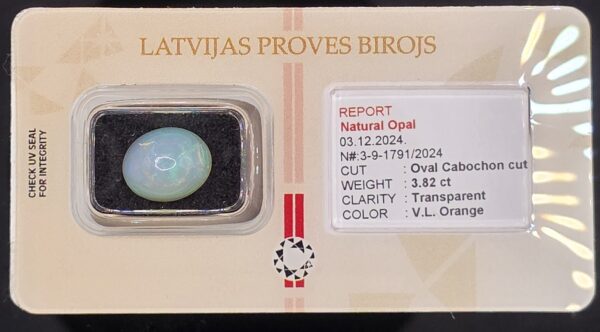 LATVIJAS PROVES BIROJS
CHECK UV SEAL
FOR INTEGRITY
REPORT
Natural Opal
03.12.2024.
N#:3-9-1791/2024
CUT : Oval Cabochon cut
WEIGHT : 3.82 ct
CLARITY : Transparent
COLOR : V.L. Orange